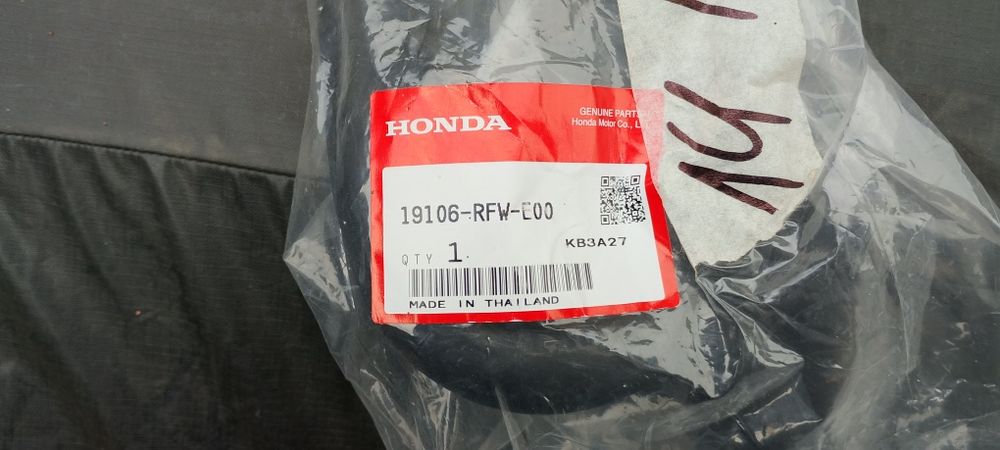 HONDA
GENUINE PARTS
Honda Motor Co., L
19106-RFW-E00
KB3A27
QTY 1
MADE IN THAILAND